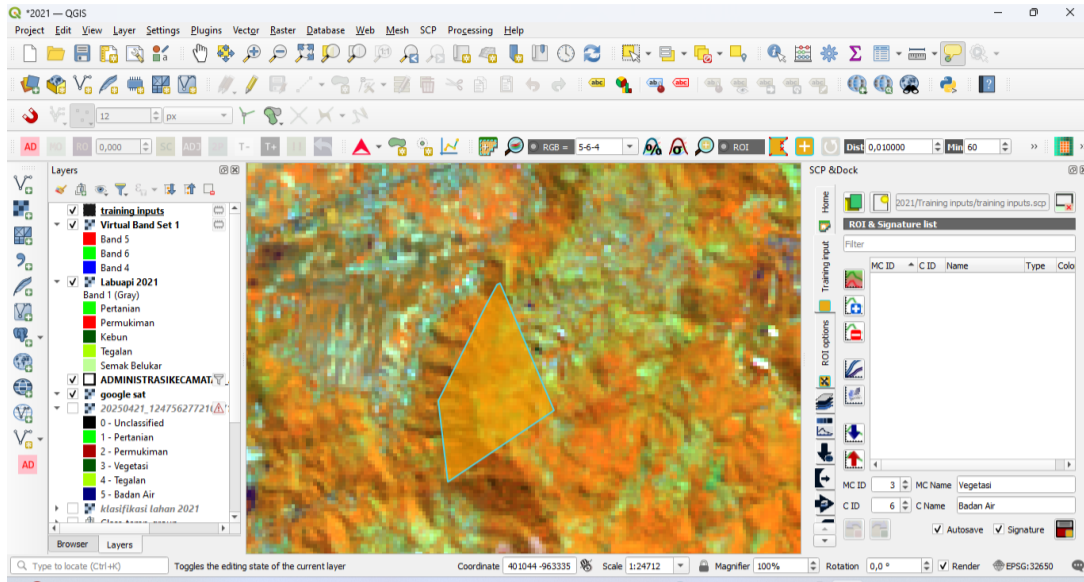 *2021 — QGIS
Project Edit View Layer Settings Plugins Vector Raster Database Web Mesh SCP Processing Help
abc abc abc
12 px
AD RO 0,000 SC ADJ T- T+ RGB = 5-6-4 ROI Dist 0,010000 Min 60 »
Layers
training inputs
Virtual Band Set 1
Band 5
Band 6
Band 4
Labuapi 2021
Band 1 (Gray)
Pertanian
Permukiman
Kebun
Tegalan
Semak Belukar
ADMINISTRASIKECAMAT
google sat
20250421_1247562772
0 - Unclassified
1 - Pertanian
2 - Permukiman
3 - Vegetasi
4 - Tegalan
5 - Badan Air
klasifikasi lahan 2021
AD
Browser Layers
SCP &Dock
Home
Training input
ROI options
2021/Training inputs/training inputs.scp
ROI & Signature list
Filter
MC ID C ID Name Type Colo
MC ID 3 MC Name Vegetasi
C ID 6 C Name Badan Air
Autosave Signature
Type to locate (Ctrl+K) Toggles the editing state of the current layer Coordinate 401044 -963335 Scale 1:24712 Magnifier 100% Rotation 0,0 ° Render EPSG:32650